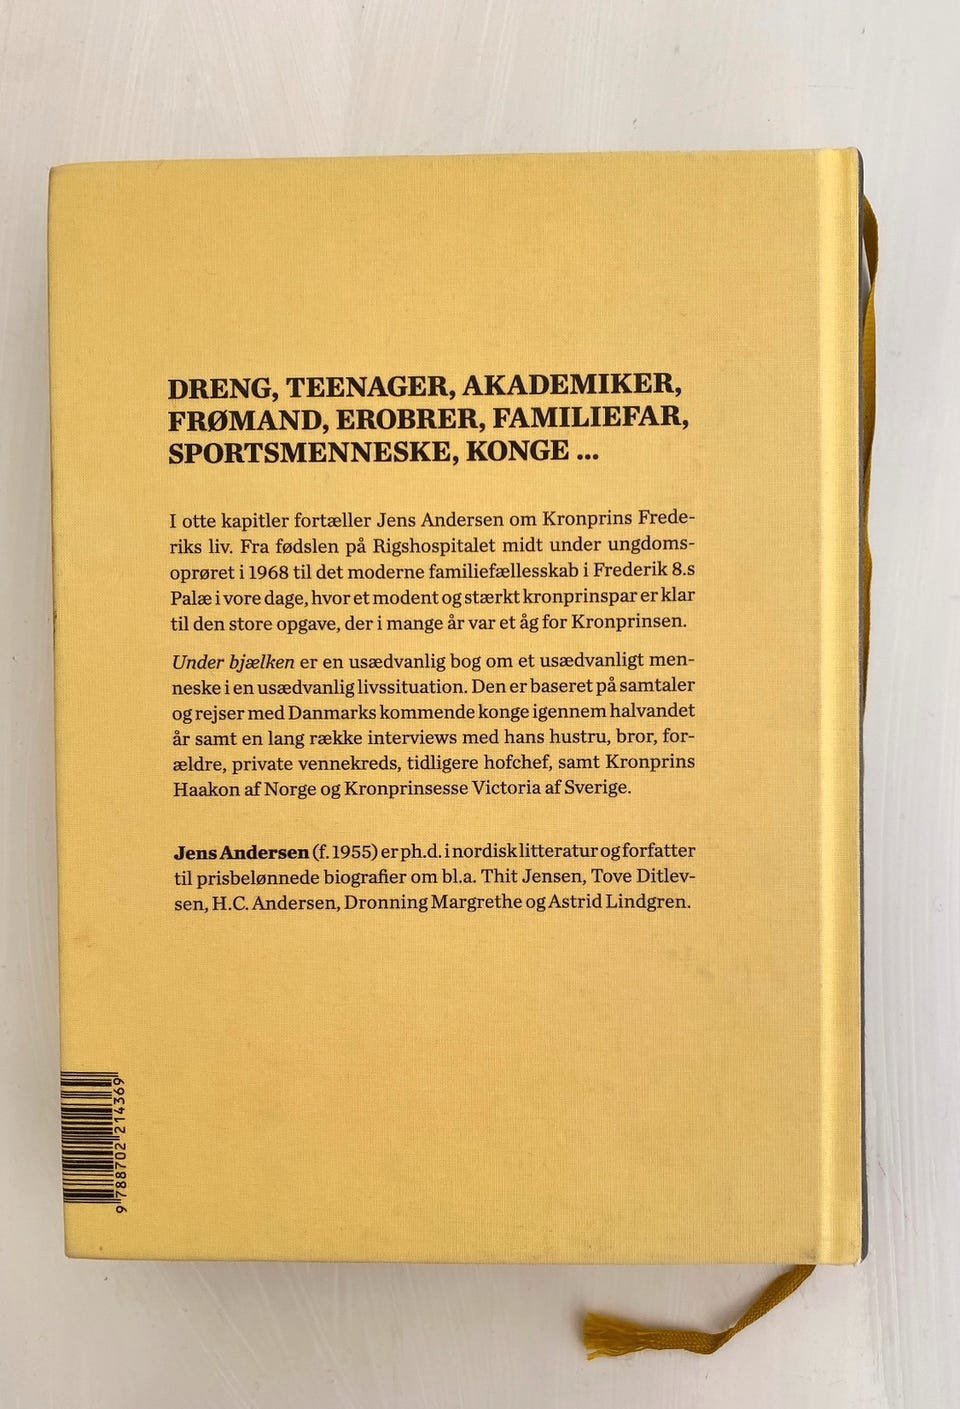 DRENG, TEENAGER, AKADEMIKER,
FRØMAND, EROBRER, FAMILIEFAR,
SPORTSMENNESKE, KONGE ...
I otte kapitler fortæller Jens Andersen om Kronprins Frede-
riks liv. Fra fødslen på Rigshospitalet midt under ungdoms-
oprøret i 1968 til det moderne familiefællesskab i Frederik 8.s
Palæ i vore dage, hvor et modent og stærkt kronprinspar er klar
til den store opgave, der i mange år var et åg for Kronprinsen.
Under bjælken er en usædvanlig bog om et usædvanligt men-
neske i en usædvanlig livssituation. Den er baseret på samtaler
og rejser med Danmarks kommende konge igennem halvandet
år samt en lang række interviews med hans hustru, bror, for-
ældre, private vennekreds, tidligere hofchef, samt Kronprins
Haakon af Norge og Kronprinsesse Victoria af Sverige.
Jens Andersen (f. 1955) er ph.d. i nordisk litteratur og forfatter
til prisbelønnede biografier om bl.a. Thit Jensen, Tove Ditlev-
sen, H.C. Andersen, Dronning Margrethe og Astrid Lindgren.
9 788702 214369